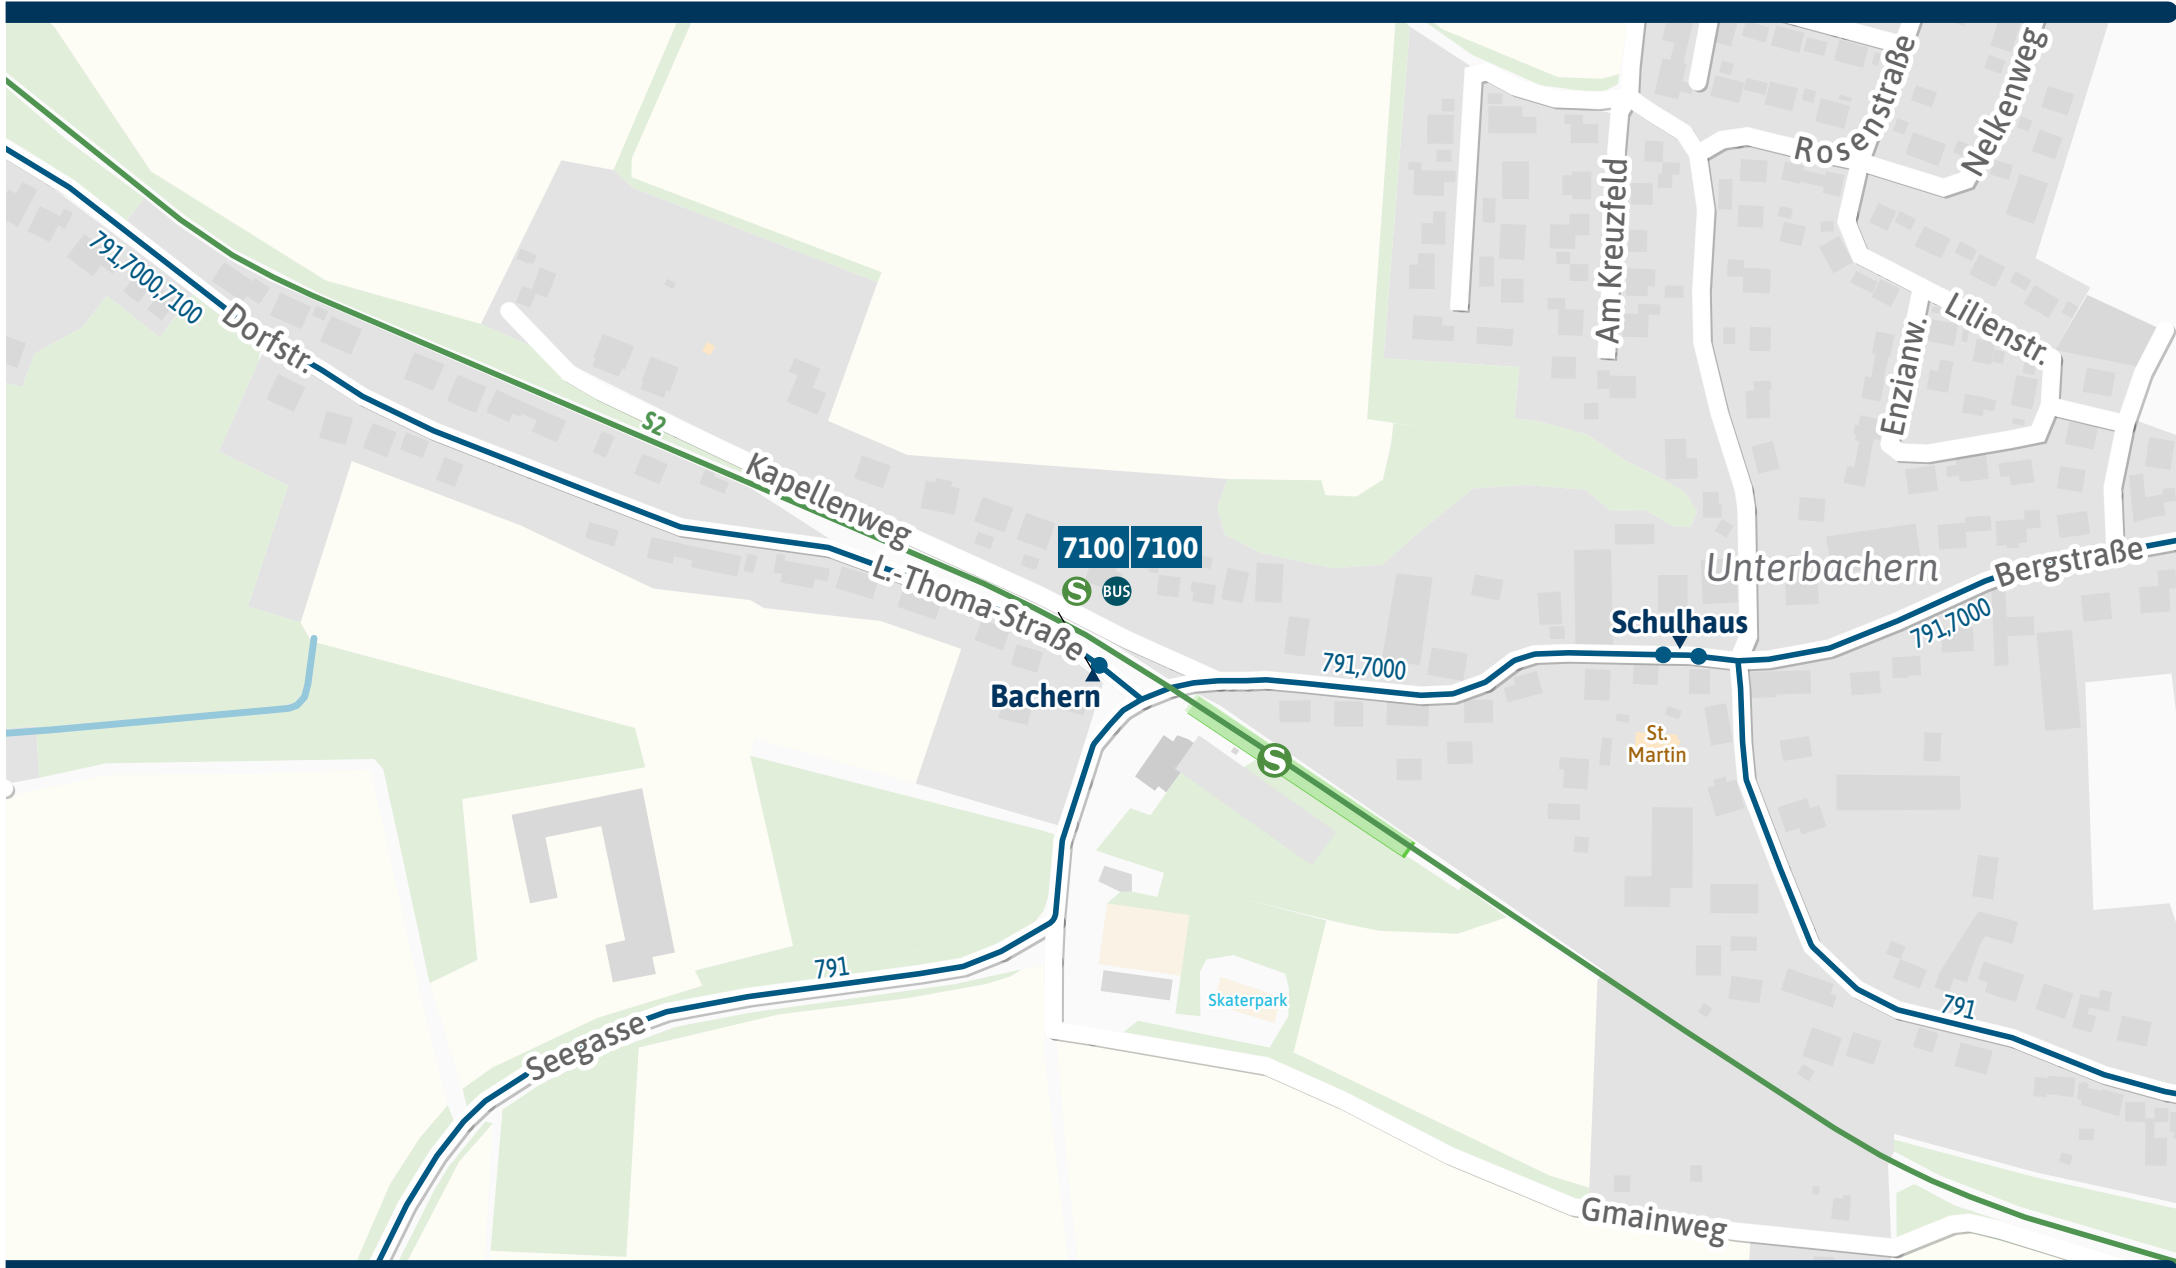 Rosenstraße
Nelkenweg
Am Kreuzfeld
791,7000,7100
Dorfstr.
Lilienstr.
Enzianw.
S2
Kapellenweg
7100 7100
S BUS
L.-Thoma-Straße
Unterbachern
Bergstraße
Schulhaus
791,7000
791,7000
Bachern
St.
Martin
S
791
Skaterpark
791
Seegasse
Gmainweg